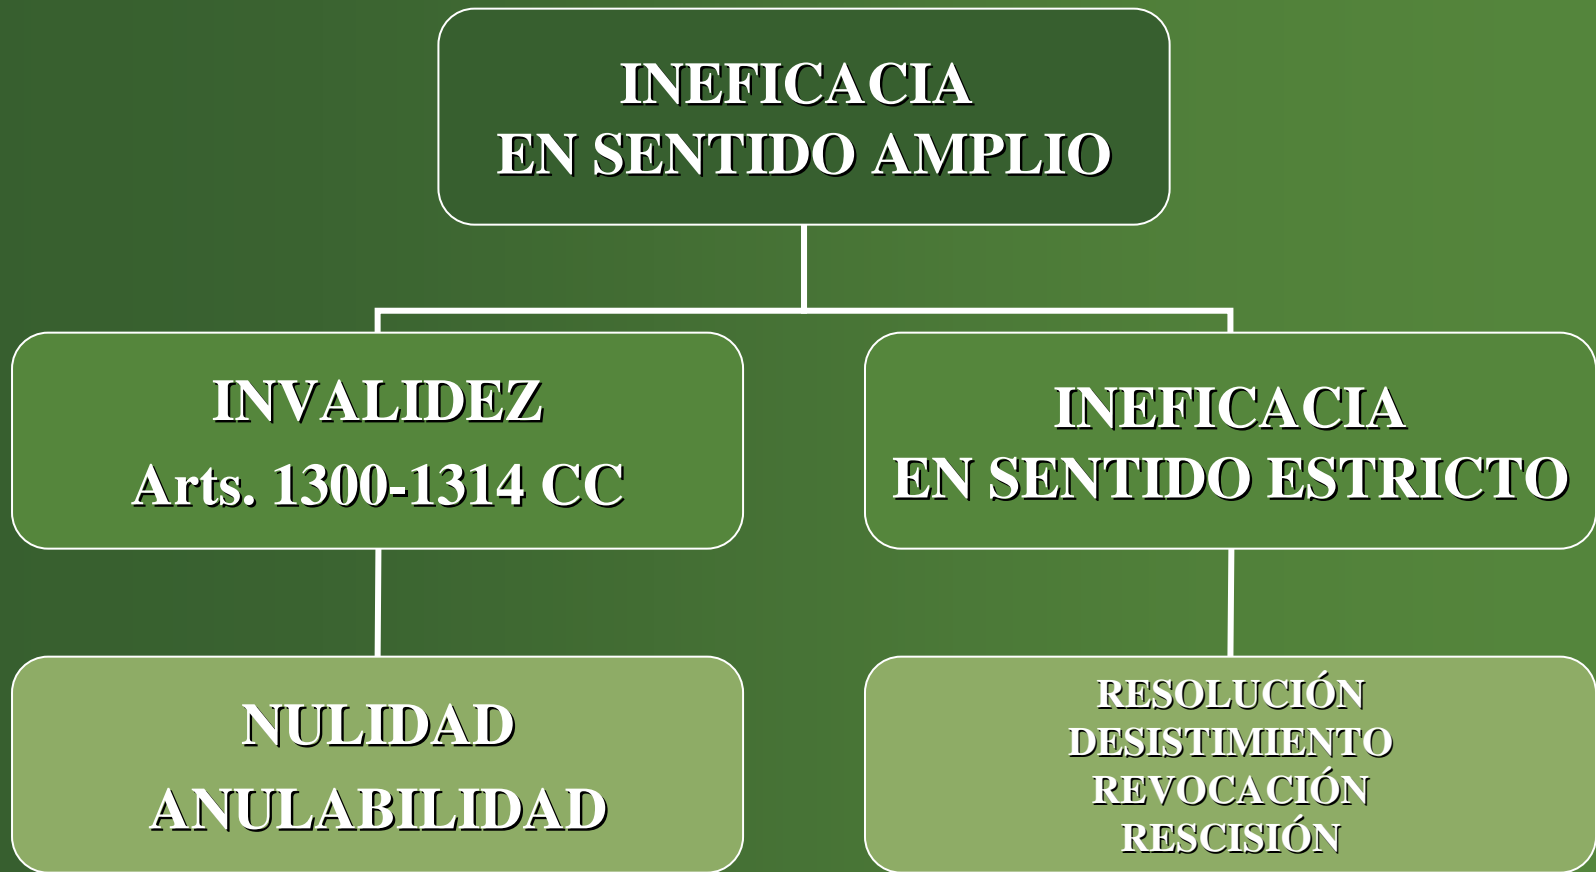 INEFICACIA
EN SENTIDO AMPLIO
INVALIDEZ
Arts. 1300-1314 CC
INEFICACIA
EN SENTIDO ESTRICTO
NULIDAD
ANULABILIDAD
RESOLUCIÓN
DESISTIMIENTO
REVOCACIÓN
RESCISIÓN